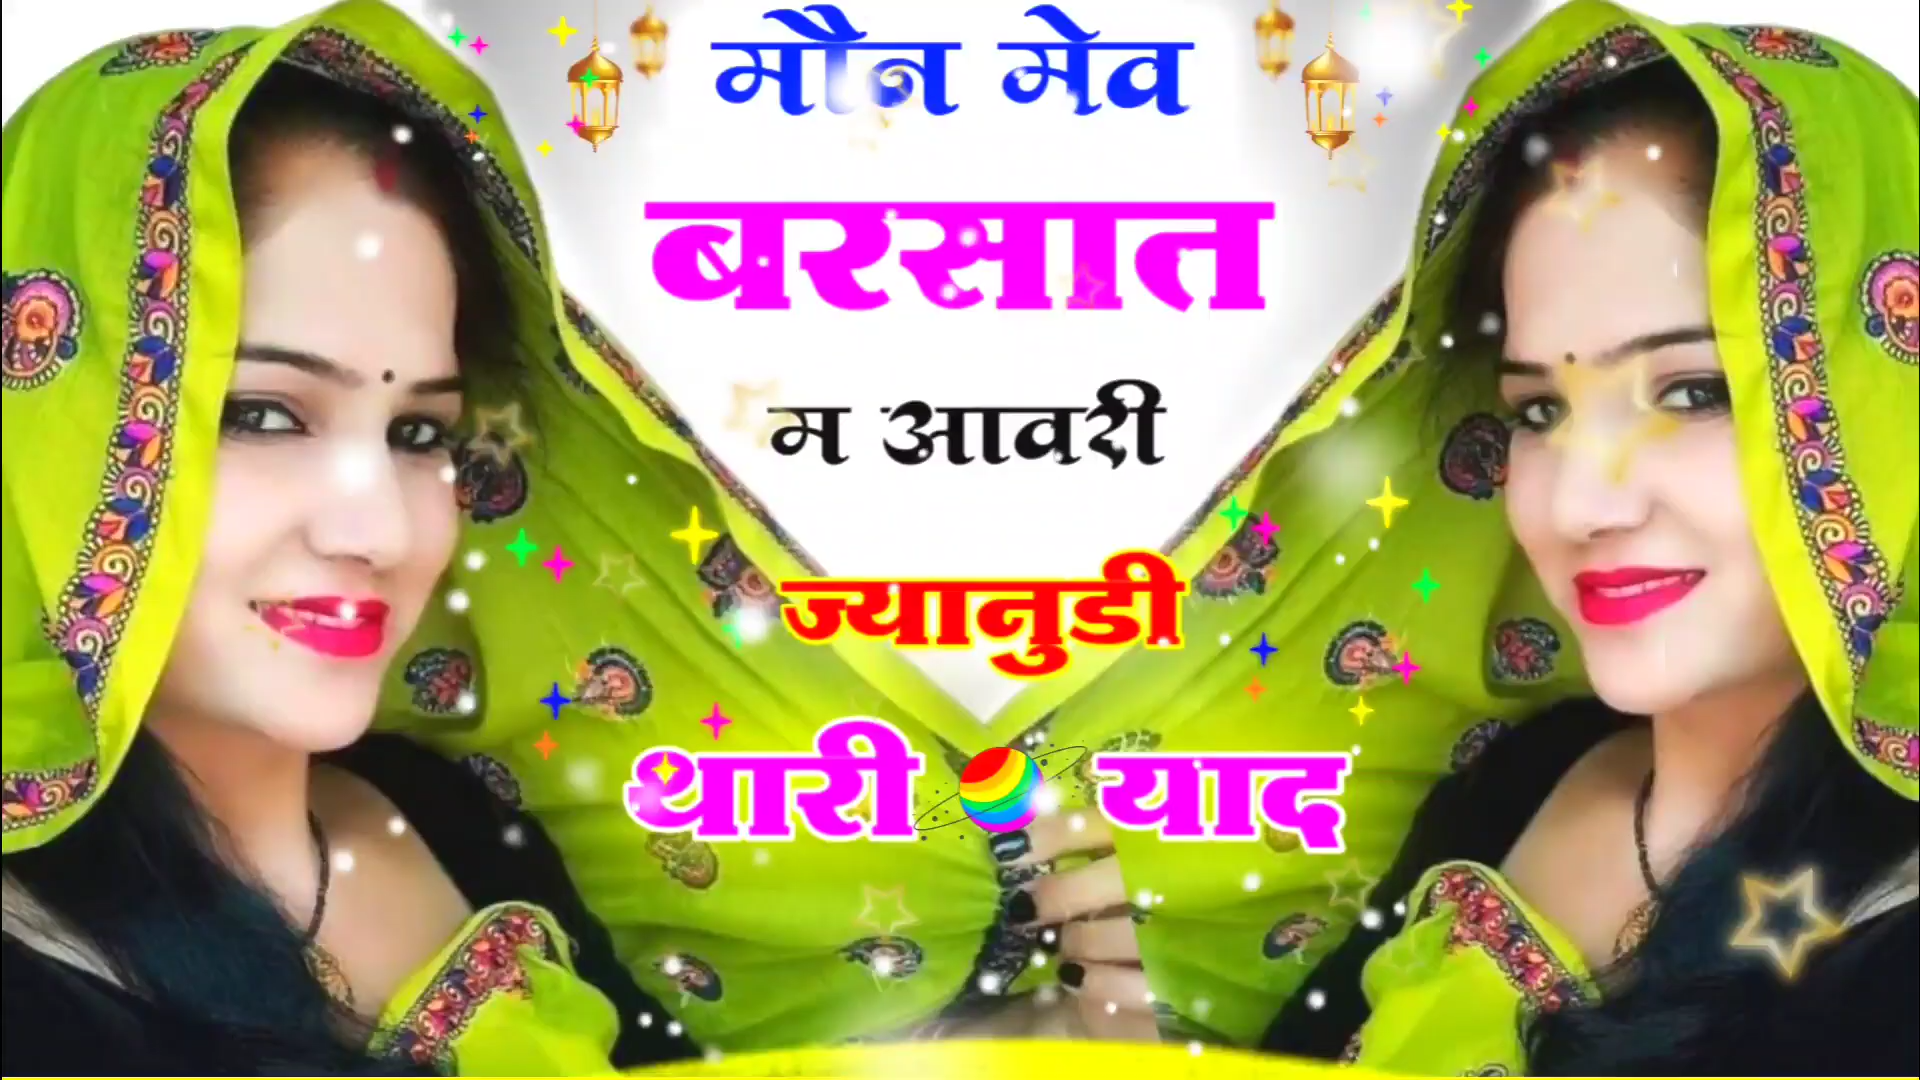 मौन मेव
बरसात
म आवरी
ज्यानुडी
थारी याद